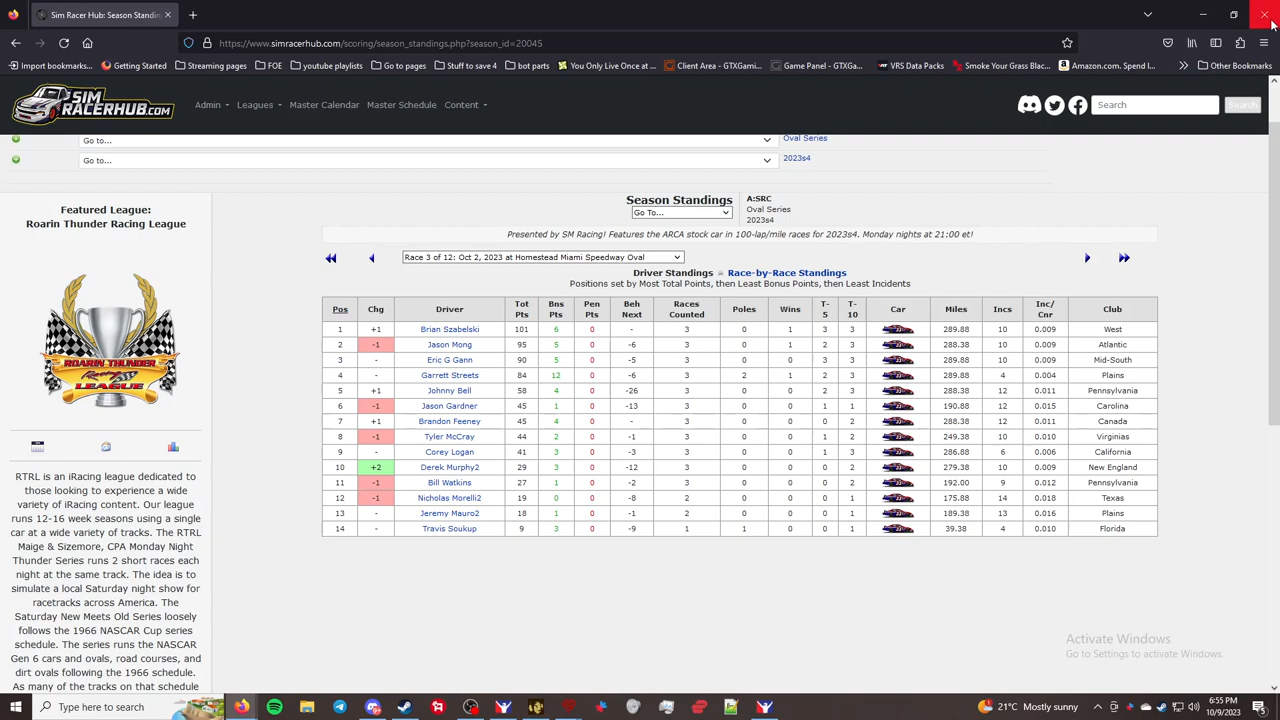 Sim Racer Hub: Season Standin
https://www.simracerhub.com/scoring/season_standings.php?season_id=20045
Import bookmarks... Getting Started Streaming pages FOE youtube playlists Go to pages Stuff to save 4 bot parts You Only Live Once at ... Client Area - GTXGami... Game Panel - GTXGa... VRS Data Packs Smoke Your Grass Blac... Amazon.com. Spend l... Other Bookmarks
SIM RACERHUB.COM
Admin Leagues Master Calendar Master Schedule Content Search Search
Go to... Oval Series
Go to... 2023s4
Featured League:
Roarin Thunder Racing League
ROARIN THUNDER
RACING
LEAGUE
RTRL is an iRacing league dedicated to
those looking to experience a wide
variety of iRacing content. Our league
runs 12-16 week seasons using a single
car at a wide variety of tracks. The RTRL
Maige & Sizemore, CPA Monday Night
Thunder Series runs 2 short races each
night at the same track. The idea is to
simulate a local Saturday night show for
racetracks across America. The
Saturday New Meets Old Series loosely
follows the 1966 NASCAR Cup series
schedule. The series runs the NASCAR
Gen 6 cars and ovals, road courses, and
dirt ovals following the 1966 schedule.
As many of the tracks on that schedule
Season Standings
Go To...
A:SRC
Oval Series
2023s4
Presented by SM Racing! Features the ARCA stock car in 100-lap/mile races for 2023s4. Monday nights at 21:00 et!
Race 3 of 12: Oct 2, 2023 at Homestead Miami Speedway Oval
Driver Standings Race-by-Race Standings
Positions set by Most Total Points, then Least Bonus Points, then Least Incidents
Pos Chg Driver Tot Pts Bns Pts Pen Pts Beh Next Races Counted Poles Wins T-5 T-10 Car Miles Incs Inc/Cnr Club
1 +1 Brian Szabelski 101 6 0 - 3 0 1 3 3 289.88 10 0.009 West
2 -1 Jason Mong 95 5 0 -6 3 0 1 2 3 288.38 10 0.009 Atlantic
3 - Eric G Gann 90 5 0 -5 3 0 0 3 3 289.88 10 0.009 Mid-South
4 - Garrett Streets 84 12 0 -6 3 2 1 2 3 289.88 4 0.004 Plains
5 +1 Johnny Bell 58 4 0 -26 3 0 0 2 3 288.38 12 0.011 Pennsylvania
6 -1 Jason Gardner 45 1 0 -13 3 0 0 1 1 190.88 12 0.015 Carolina
7 +1 Brandon Feeney 45 4 0 - 3 0 0 0 2 288.38 12 0.011 Canada
8 -1 Tyler McCray 44 2 0 -1 3 0 0 1 2 249.38 10 0.010 Virginias
9 - Corey Logan 41 3 0 -3 3 0 0 1 3 286.88 6 0.006 California
10 +2 Derek Murphy2 29 3 0 -12 3 0 0 0 2 279.38 10 0.009 New England
11 -1 Bill Watkins 27 1 0 -2 3 0 0 0 2 192.00 9 0.012 Pennsylvania
12 -1 Nicholas Morelli2 19 0 0 -8 2 0 0 0 1 175.88 14 0.018 Texas
13 - Jeremy Mauro2 18 1 0 -1 2 0 0 0 1 189.38 13 0.016 Plains
14 - Travis Soukup 9 3 0 -9 1 1 0 0 1 39.38 4 0.010 Florida
Activate Windows
Go to Settings to activate Windows.
Type here to search
21°C Mostly sunny
6:55 PM
10/9/2023
5